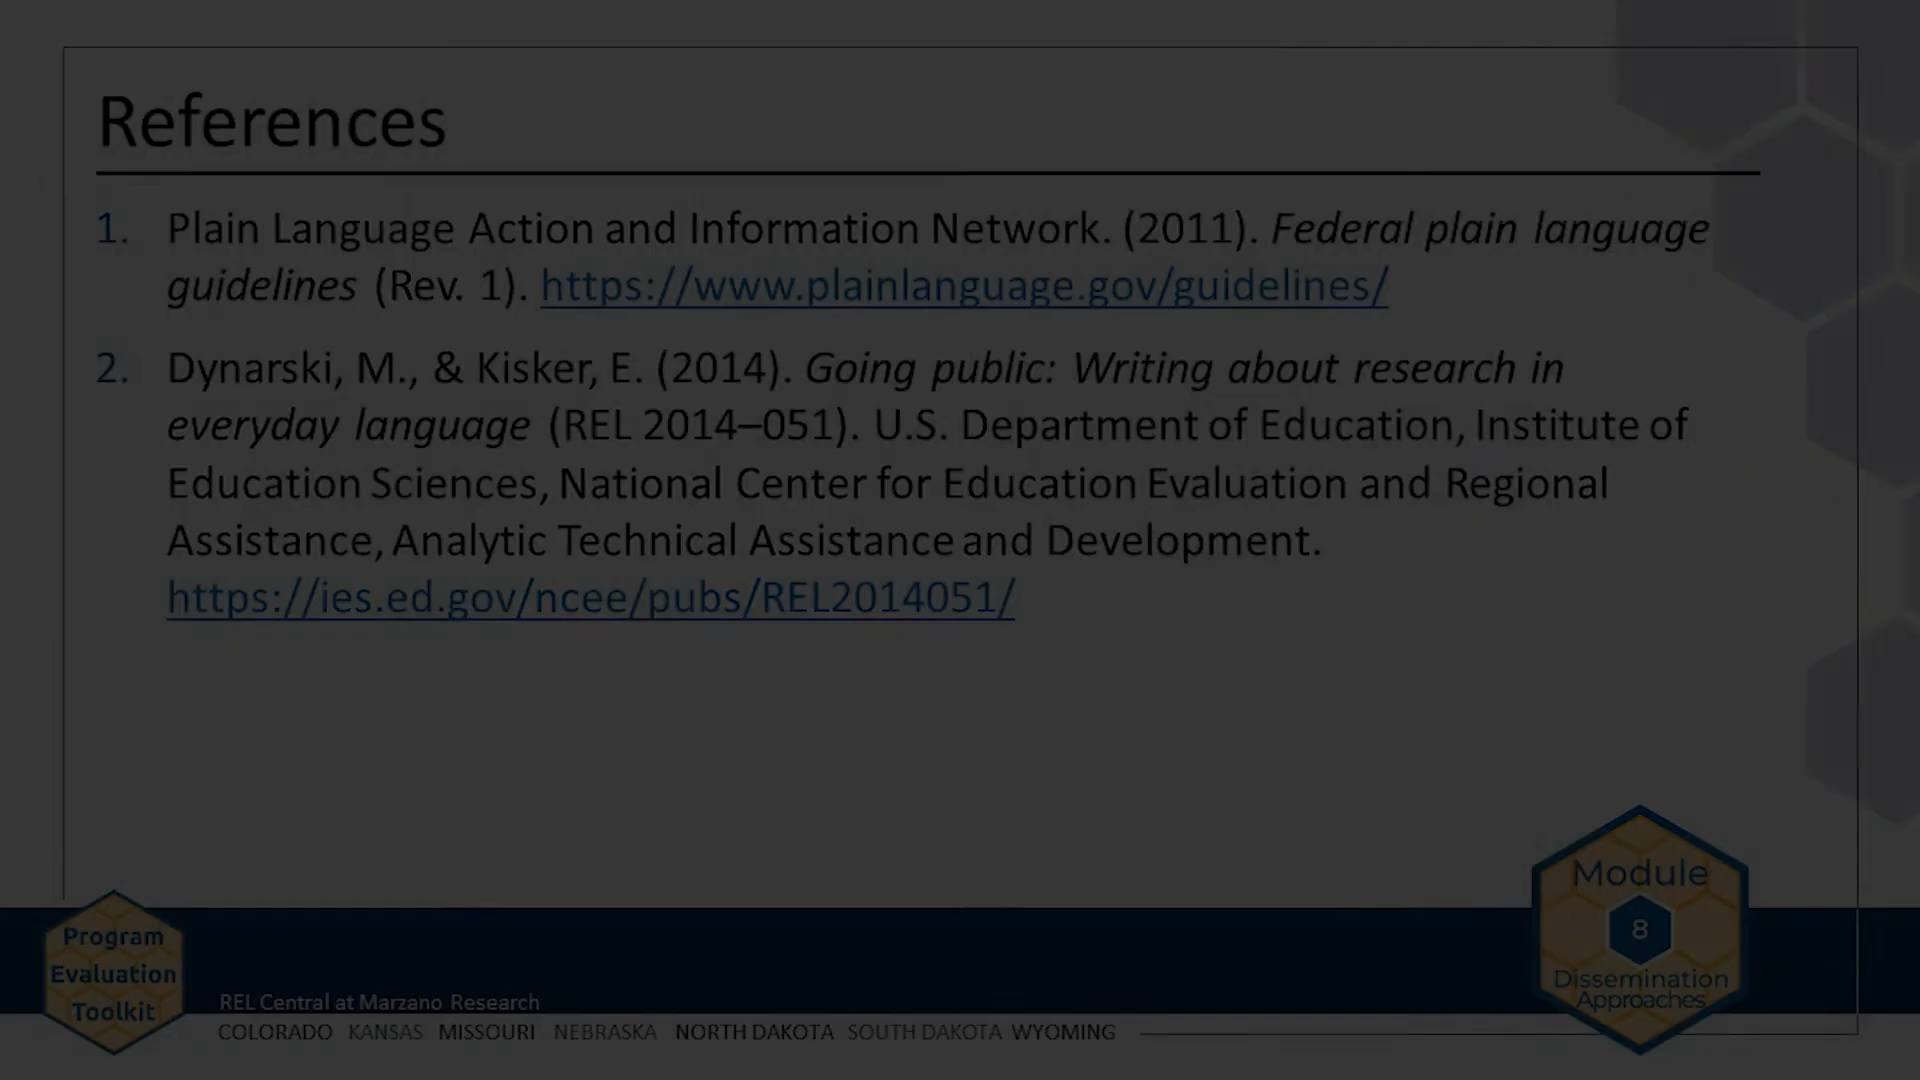 References
1. Plain Language Action and Information Network. (2011). Federal plain language
guidelines (Rev. 1). https://www.plainlanguage.gov/guidelines/
2. Dynarski, M., & Kisker, E. (2014). Going public: Writing about research in
everyday language (REL 2014–051). U.S. Department of Education, Institute of
Education Sciences, National Center for Education Evaluation and Regional
Assistance, Analytic Technical Assistance and Development.
https://ies.ed.gov/ncee/pubs/REL2014051/
Program
Evaluation
Toolkit
REL Central at Marzano Research
COLORADO KANSAS MISSOURI NEBRASKA NORTH DAKOTA SOUTH DAKOTA WYOMING
Module
8
Dissemination
Approaches